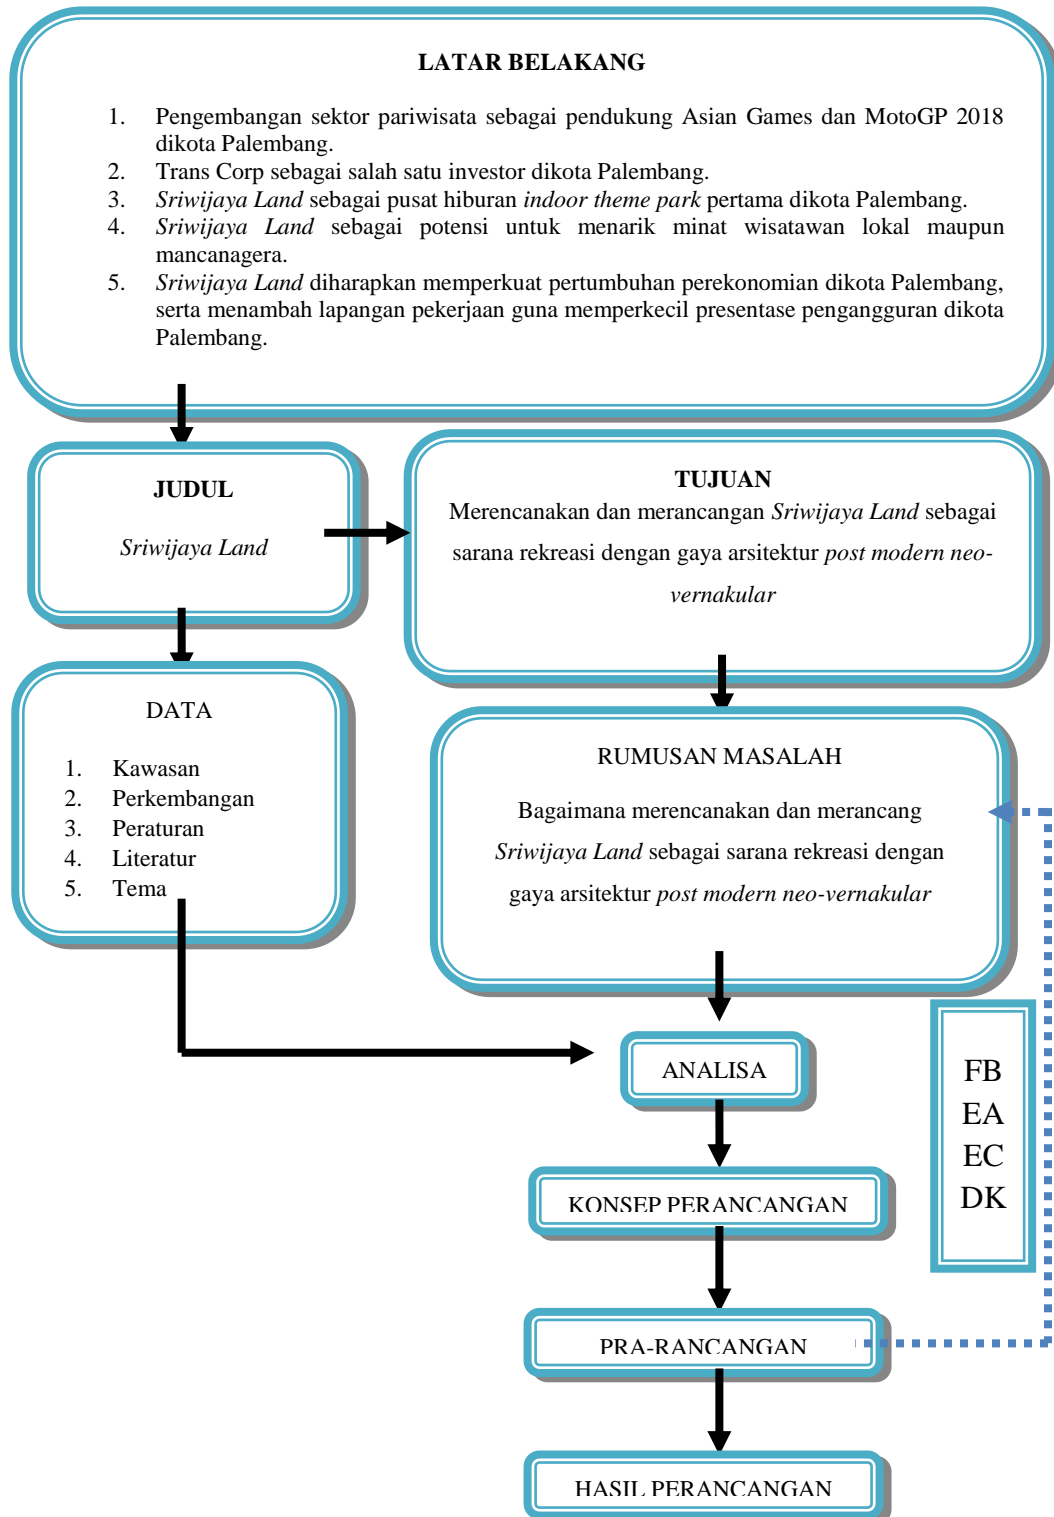 LATAR BELAKANG
1. Pengembangan sektor pariwisata sebagai pendukung Asian Games dan MotoGP 2018
dikota Palembang.
2. Trans Corp sebagai salah satu investor dikota Palembang.
3. Sriwijaya Land sebagai pusat hiburan indoor theme park pertama dikota Palembang.
4. Sriwijaya Land sebagai potensi untuk menarik minat wisatawan lokal maupun
mancanagera.
5. Sriwijaya Land diharapkan memperkuat pertumbuhan perekonomian dikota Palembang,
serta menambah lapangan pekerjaan guna memperkecil presentase pengangguran dikota
Palembang.
JUDUL
Sriwijaya Land
TUJUAN
Merencanakan dan merancangan Sriwijaya Land sebagai
sarana rekreasi dengan gaya arsitektur post modern neo-
vernakular
DATA
1. Kawasan
2. Perkembangan
3. Peraturan
4. Literatur
5. Tema
RUMUSAN MASALAH
Bagaimana merencanakan dan merancang
Sriwijaya Land sebagai sarana rekreasi dengan
gaya arsitektur post modern neo-vernakular
ANALISA
FB
EA
EC
DK
KONSEP PERANCANGAN
PRA-RANCANGAN
HASIL PERANCANGAN